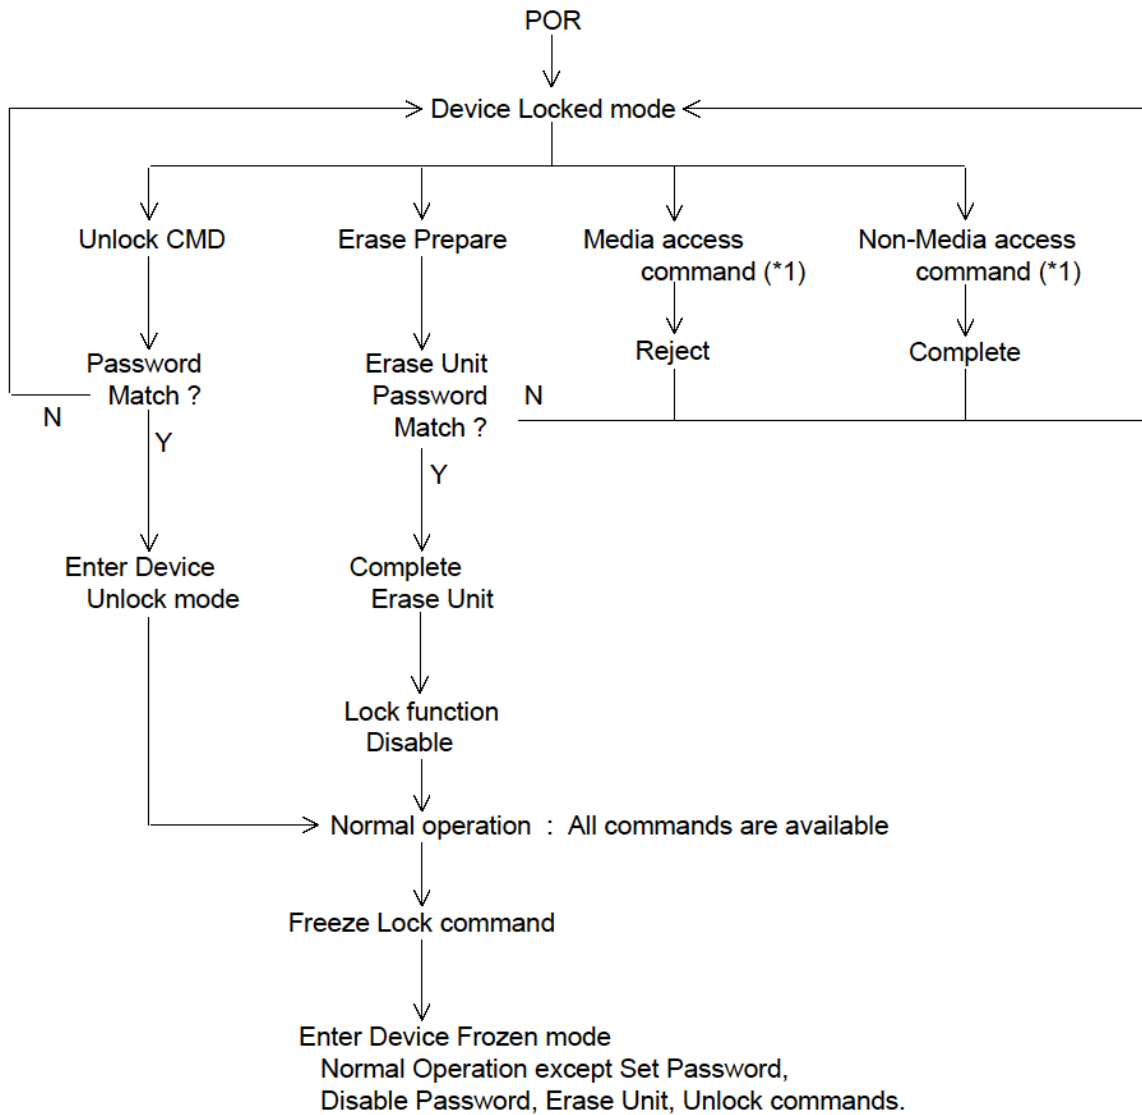 POR
Device Locked mode
Unlock CMD
Erase Prepare
Media access
command (*1)
Non-Media access
command (*1)
Password
Match ?
N
Y
Erase Unit
Password
Match ?
N
Y
Reject
Complete
Enter Device
Unlock mode
Complete
Erase Unit
Lock function
Disable
Normal operation : All commands are available
Freeze Lock command
Enter Device Frozen mode
Normal Operation except Set Password,
Disable Password, Erase Unit, Unlock commands.